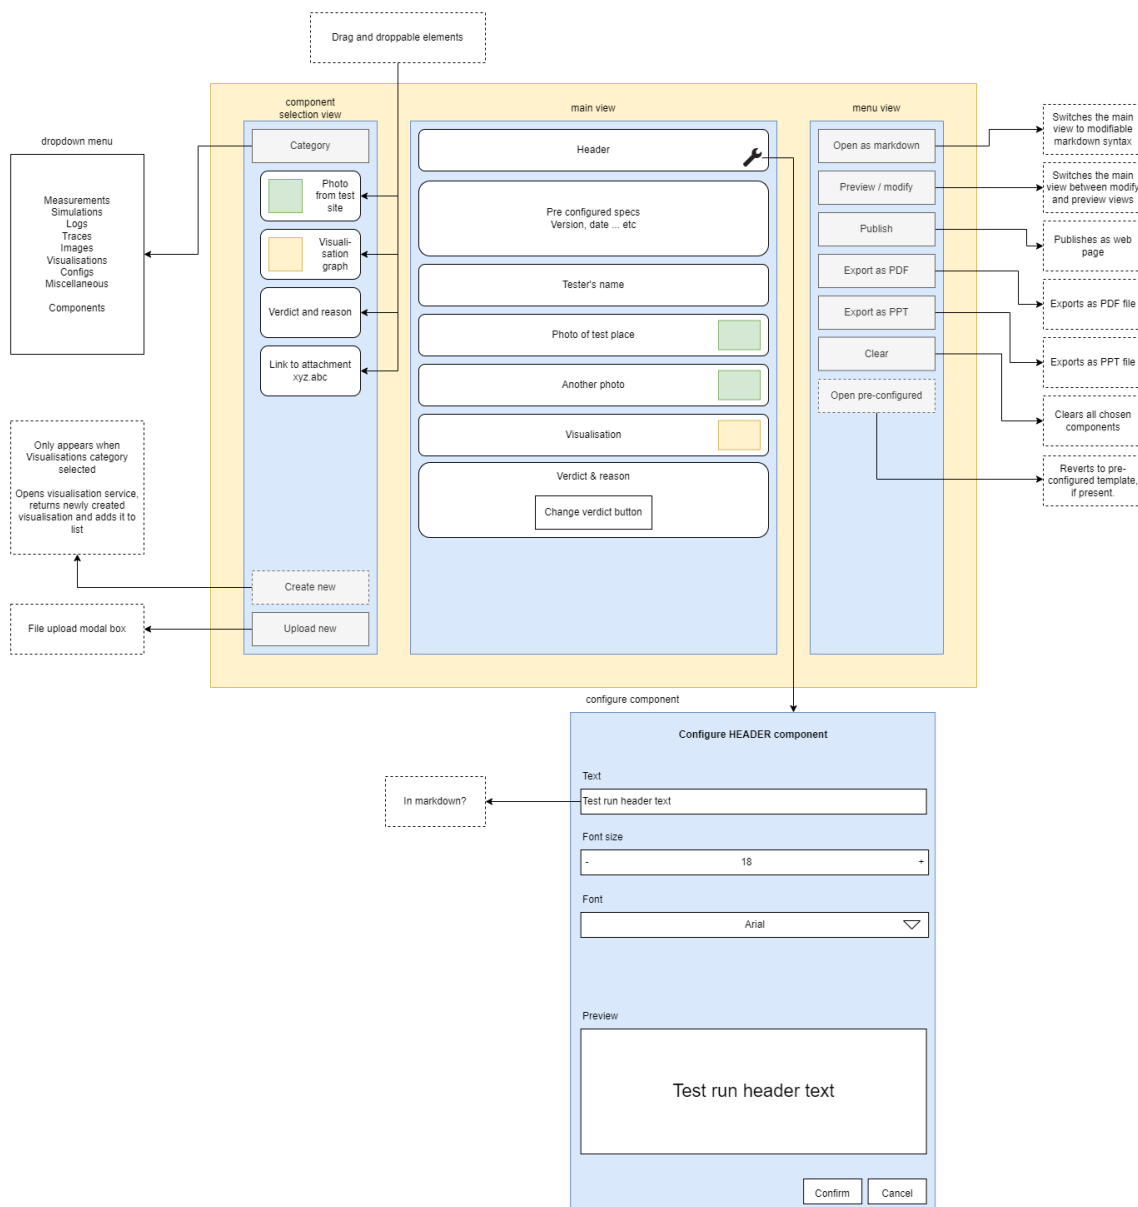 Drag and droppable elements
component
selection view
main view
menu view
dropdown menu
Measurements
Simulations
Logs
Traces
Images
Visualisations
Configs
Miscellaneous
Components
Category
Photo
from test
site
Visuali-
sation
graph
Verdict and reason
Link to attachment
xyz.abc
Create new
Upload new
Only appears when
Visualisations category
selected
Opens visualisation service,
returns newly created
visualisation and adds it to
list
File upload modal box
Header
Pre configured specs
Version, date ... etc
Tester's name
Photo of test place
Another photo
Visualisation
Verdict & reason
Change verdict button
Open as markdown
Preview / modify
Publish
Export as PDF
Export as PPT
Clear
Open pre-configured
Switches the main
view to modifiable
markdown syntax
Switches the main
view between modify
and preview views
Publishes as web
page
Exports as PDF file
Exports as PPT file
Clears all chosen
components
Reverts to pre-
configured template,
if present.
configure component
Configure HEADER component
Text
Test run header text
In markdown?
Font size
- 18 +
Font
Arial
Preview
Test run header text
Confirm
Cancel